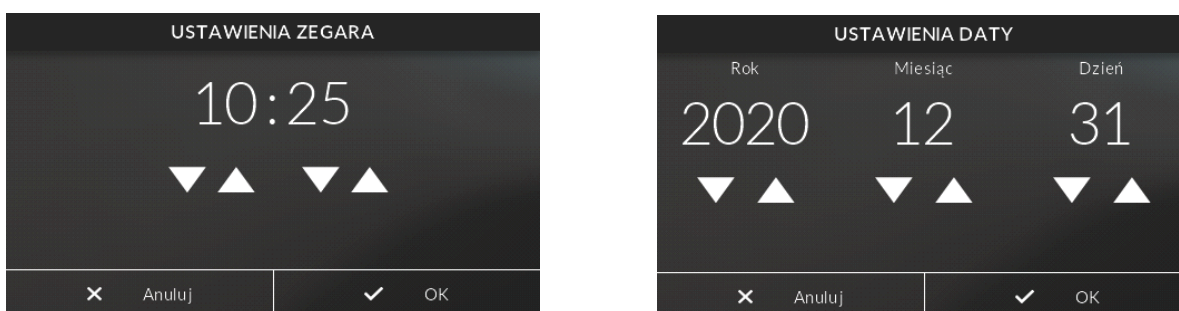 USTAWIENIA ZEGARA
10:25
Anuluj
OK
USTAWIENIA DATY
Rok Miesiąc Dzień
2020 12 31
Anuluj
OK